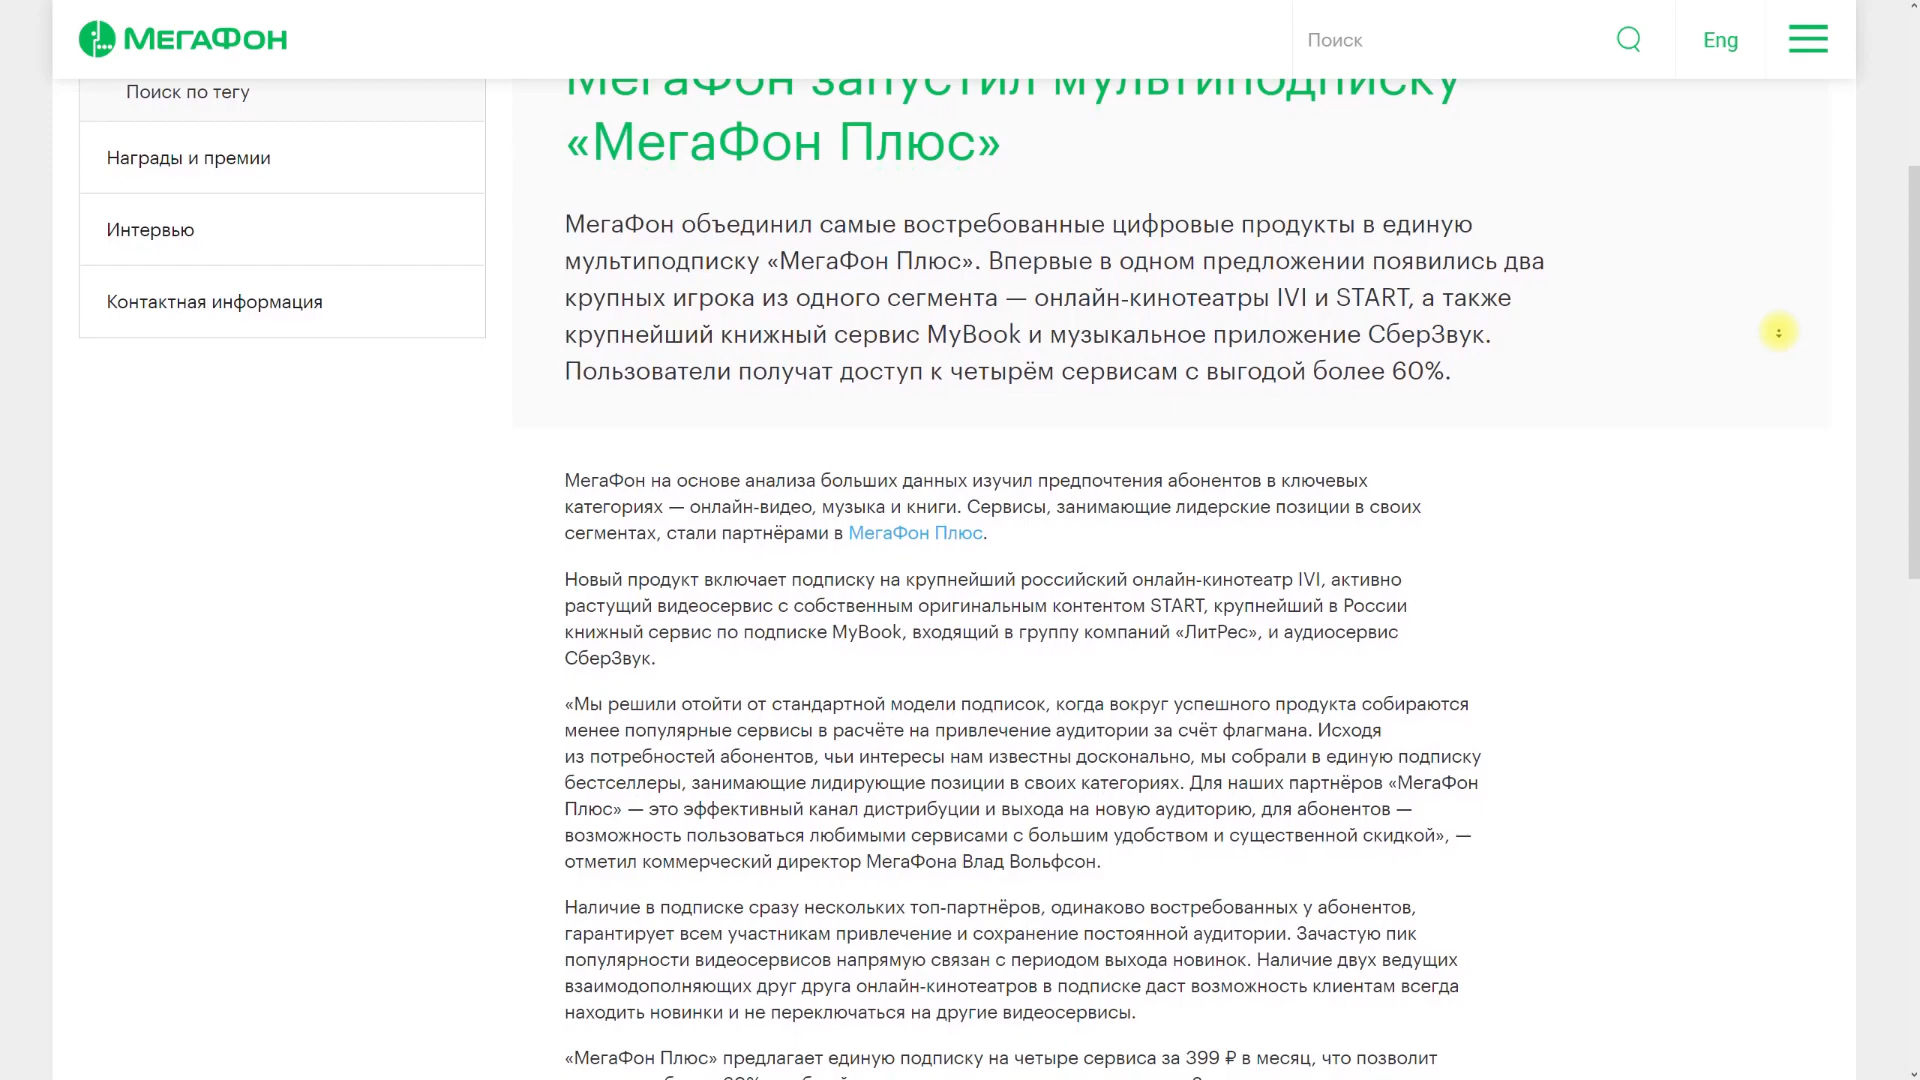 МЕГАФОН
Поиск
Eng
Поиск по тегу
Награды и премии
Интервью
Контактная информация
МегаФон запустил мультиподписку
«МегаФон Плюс»
МегаФон объединил самые востребованные цифровые продукты в единую
мультиподписку «МегаФон Плюс». Впервые в одном предложении появились два
крупных игрока из одного сегмента — онлайн-кинотеатры IVI и START, а также
крупнейший книжный сервис MyBook и музыкальное приложение СберЗвук.
Пользователи получат доступ к четырём сервисам с выгодой более 60%.
МегаФон на основе анализа больших данных изучил предпочтения абонентов в ключевых
категориях — онлайн-видео, музыка и книги. Сервисы, занимающие лидерские позиции в своих
сегментах, стали партнёрами в МегаФон Плюс.
Новый продукт включает подписку на крупнейший российский онлайн-кинотеатр IVI, активно
растущий видеосервис с собственным оригинальным контентом START, крупнейший в России
книжный сервис по подписке MyBook, входящий в группу компаний «ЛитРес», и аудиосервис
СберЗвук.
«Мы решили отойти от стандартной модели подписок, когда вокруг успешного продукта собираются
менее популярные сервисы в расчёте на привлечение аудитории за счёт флагмана. Исходя
из потребностей абонентов, чьи интересы нам известны досконально, мы собрали в единую подписку
бестселлеры, занимающие лидирующие позиции в своих категориях. Для наших партнёров «МегаФон
Плюс» — это эффективный канал дистрибуции и выхода на новую аудиторию, для абонентов —
возможность пользоваться любимыми сервисами с большим удобством и существенной скидкой», —
отметил коммерческий директор МегаФона Влад Вольфсон.
Наличие в подписке сразу нескольких топ-партнёров, одинаково востребованных у абонентов,
гарантирует всем участникам привлечение и сохранение постоянной аудитории. Зачастую пик
популярности видеосервисов напрямую связан с периодом выхода новинок. Наличие двух ведущих
взаимодополняющих друг друга онлайн-кинотеатров в подписке даст возможность клиентам всегда
находить новинки и не переключаться на другие видеосервисы.
«МегаФон Плюс» предлагает единую подписку на четыре сервиса за 399 ₽ в месяц, что позволит